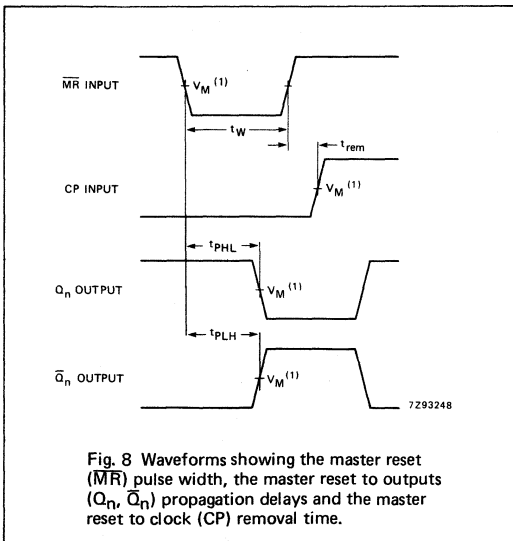 M̅R̅ INPUT
V_M (1)
t_W
t_rem
CP INPUT
V_M (1)
t_PHL
Q_n OUTPUT
V_M (1)
t_PLH
Q̅_n OUTPUT
V_M (1)
7Z93248
Fig. 8 Waveforms showing the master reset
(M̅R̅) pulse width, the master reset to outputs
(Q_n, Q̅_n) propagation delays and the master
reset to clock (CP) removal time.